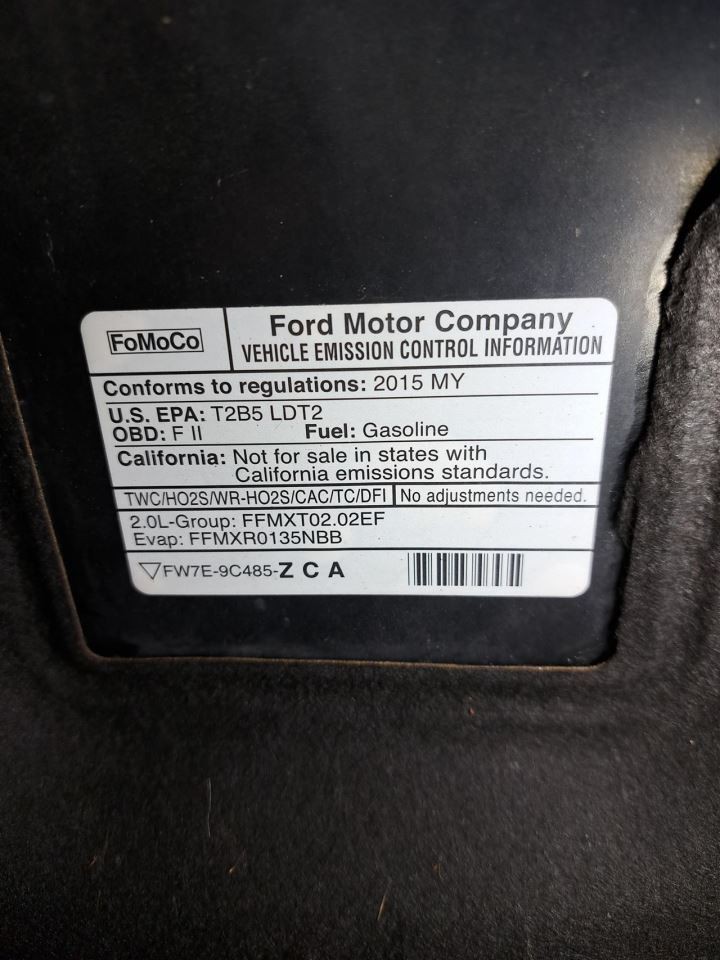 FoMoCo
Ford Motor Company
VEHICLE EMISSION CONTROL INFORMATION
Conforms to regulations: 2015 MY
U.S. EPA: T2B5 LDT2
OBD: F II Fuel: Gasoline
California: Not for sale in states with
California emissions standards.
TWC/HO2S/WR-HO2S/CAC/TC/DFI No adjustments needed.
2.0L-Group: FFMXT02.02EF
Evap: FFMXR0135NBB
FW7E-9C485-Z C A